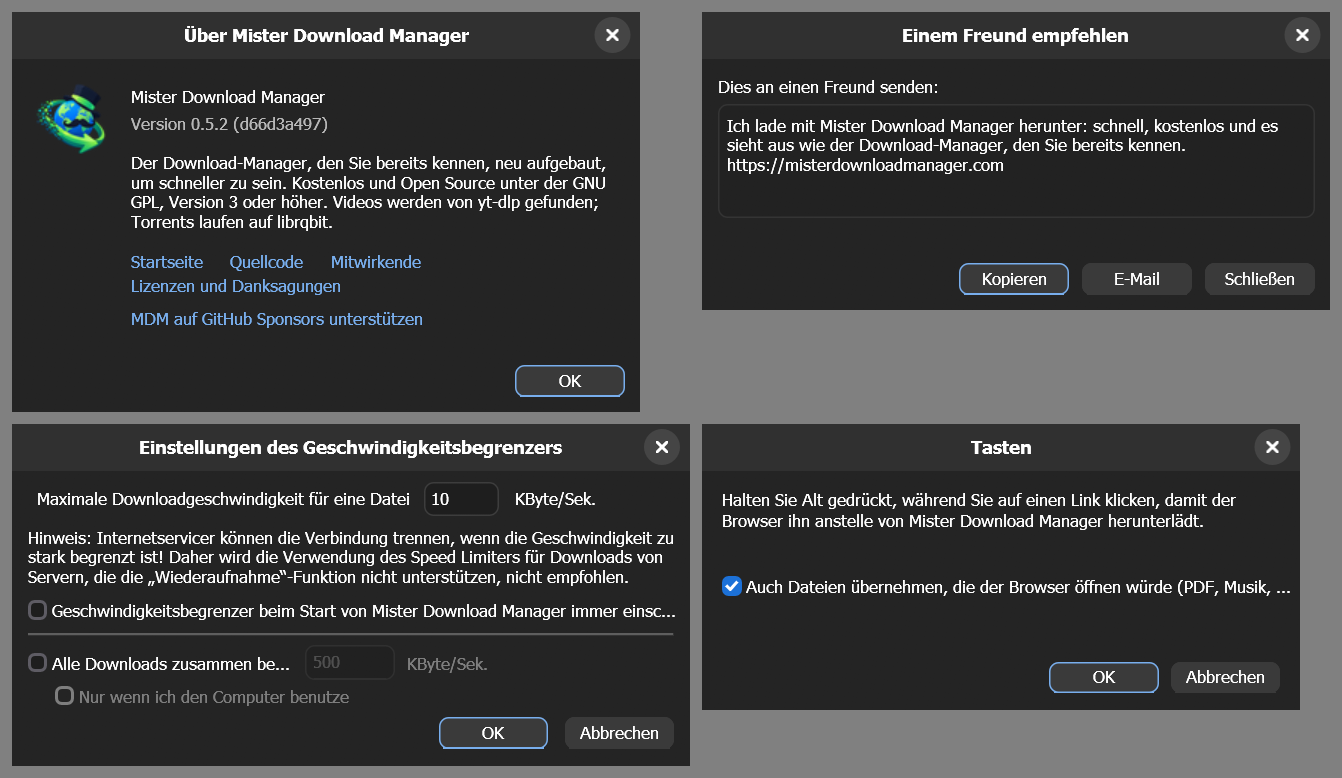 Über Mister Download Manager
Mister Download Manager
Version 0.5.2 (d66d3a497)
Der Download-Manager, den Sie bereits kennen, neu aufgebaut,
um schneller zu sein. Kostenlos und Open Source unter der GNU
GPL, Version 3 oder höher. Videos werden von yt-dlp gefunden;
Torrents laufen auf librqbit.
Startseite Quellcode Mitwirkende
Lizenzen und Danksagungen
MDM auf GitHub Sponsors unterstützen
OK
Einem Freund empfehlen
Dies an einen Freund senden:
Ich lade mit Mister Download Manager herunter: schnell, kostenlos und es
sieht aus wie der Download-Manager, den Sie bereits kennen.
https://misterdownloadmanager.com
Kopieren E-Mail Schließen
Einstellungen des Geschwindigkeitsbegrenzers
Maximale Downloadgeschwindigkeit für eine Datei 10 KByte/Sek.
Hinweis: Internetservicer können die Verbindung trennen, wenn die Geschwindigkeit zu
stark begrenzt ist! Daher wird die Verwendung des Speed Limiters für Downloads von
Servern, die die „Wiederaufnahme“-Funktion nicht unterstützen, nicht empfohlen.
Geschwindigkeitsbegrenzer beim Start von Mister Download Manager immer einsc...
Alle Downloads zusammen be... 500 KByte/Sek.
Nur wenn ich den Computer benutze
OK Abbrechen
Tasten
Halten Sie Alt gedrückt, während Sie auf einen Link klicken, damit der
Browser ihn anstelle von Mister Download Manager herunterlädt.
Auch Dateien übernehmen, die der Browser öffnen würde (PDF, Musik, ...
OK Abbrechen